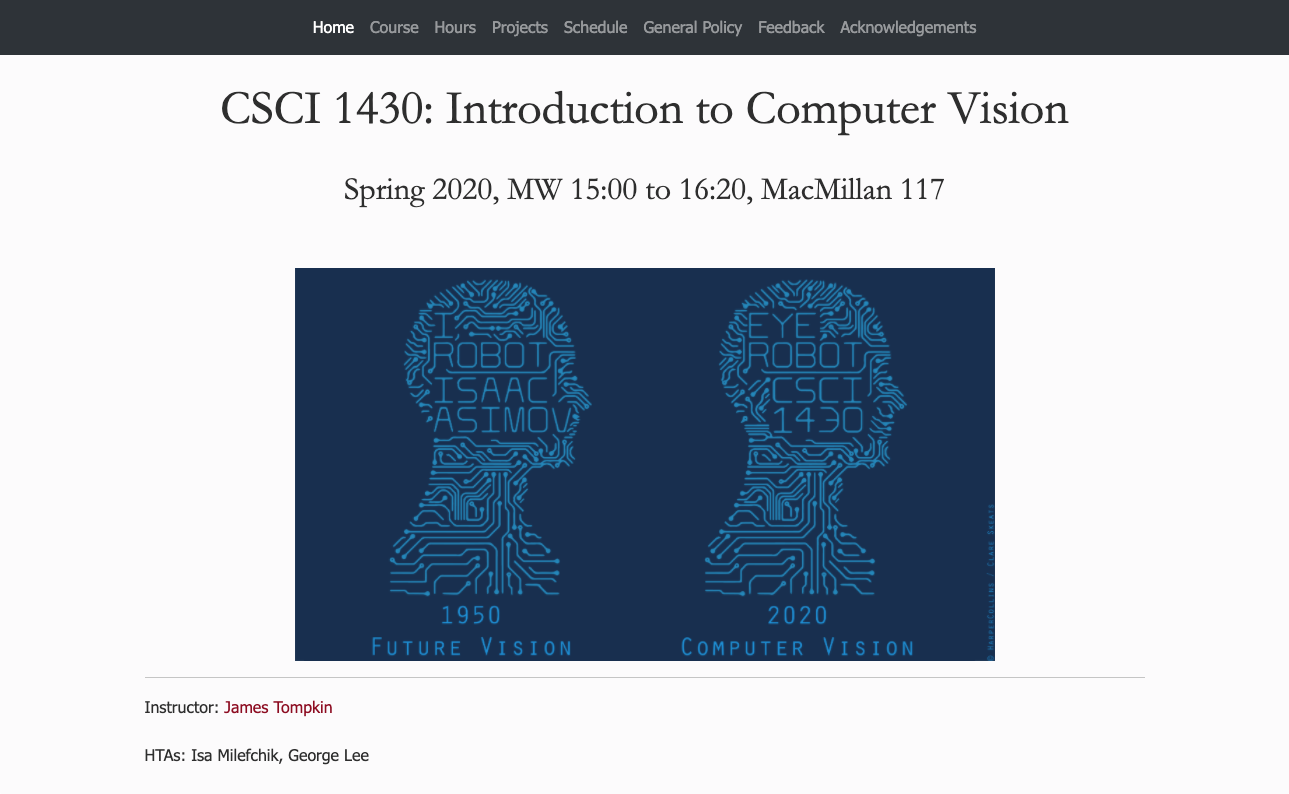 Home Course Hours Projects Schedule General Policy Feedback Acknowledgements
CSCI 1430: Introduction to Computer Vision
Spring 2020, MW 15:00 to 16:20, MacMillan 117
I,
ROBOT
ISAAC
ASIMOV
1950
FUTURE VISION
EYE
ROBOT
CSCI
1430
2020
COMPUTER VISION
© HARPERCOLLINS / CLARE SKEATS
Instructor: James Tompkin
HTAs: Isa Milefchik, George Lee